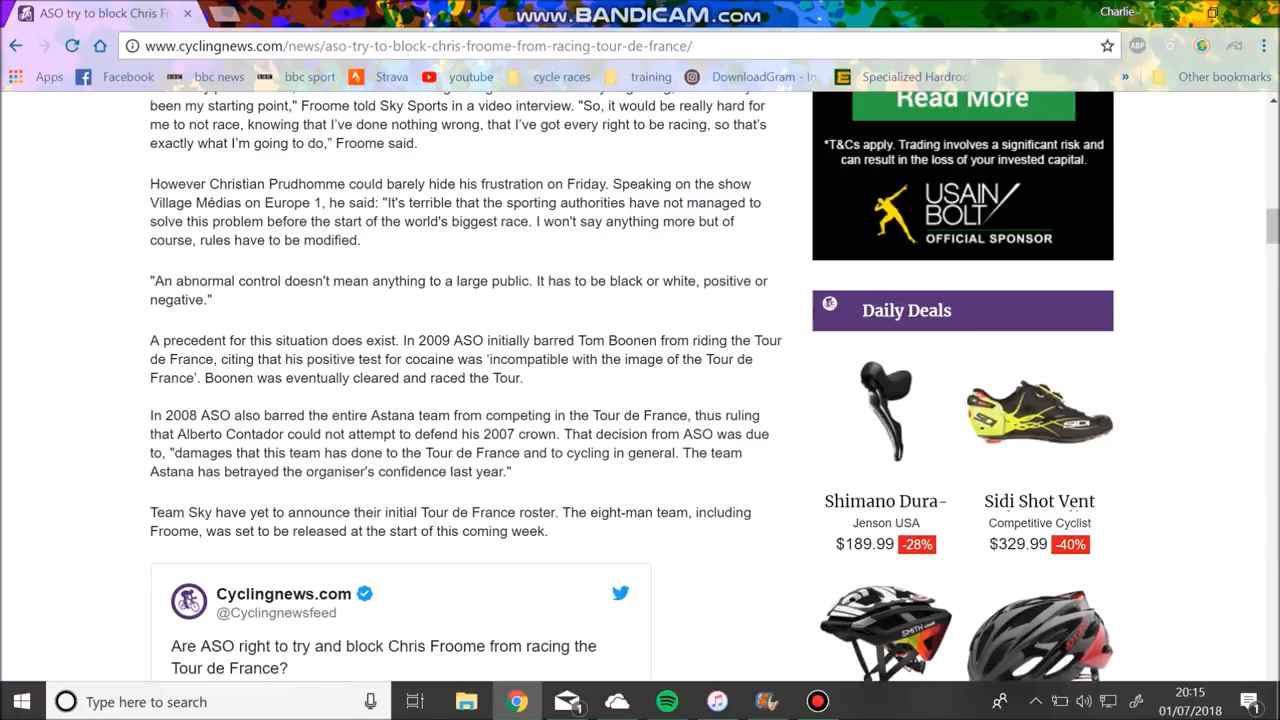 ASO try to block Chris F
www.BANDICAM.com
Charlie
www.cyclingnews.com/news/aso-try-to-block-chris-froome-from-racing-tour-de-france/
ABP
Apps
Facebook
BBC
bbc news
BBC
bbc sport
Strava
youtube
cycle races
training
DownloadGram - In
Specialized Hardroc
»
Other bookmarks
been my starting point," Froome told Sky Sports in a video interview. "So, it would be really hard for
me to not race, knowing that I've done nothing wrong, that I've got every right to be racing, so that's
exactly what I'm going to do," Froome said.
However Christian Prudhomme could barely hide his frustration on Friday. Speaking on the show
Village Médias on Europe 1, he said: "It's terrible that the sporting authorities have not managed to
solve this problem before the start of the world's biggest race. I won't say anything more but of
course, rules have to be modified.
"An abnormal control doesn't mean anything to a large public. It has to be black or white, positive or
negative."
A precedent for this situation does exist. In 2009 ASO initially barred Tom Boonen from riding the Tour
de France, citing that his positive test for cocaine was 'incompatible with the image of the Tour de
France'. Boonen was eventually cleared and raced the Tour.
In 2008 ASO also barred the entire Astana team from competing in the Tour de France, thus ruling
that Alberto Contador could not attempt to defend his 2007 crown. That decision from ASO was due
to, "damages that this team has done to the Tour de France and to cycling in general. The team
Astana has betrayed the organiser's confidence last year."
Team Sky have yet to announce their initial Tour de France roster. The eight-man team, including
Froome, was set to be released at the start of this coming week.
Cyclingnews.com
@Cyclingnewsfeed
Are ASO right to try and block Chris Froome from racing the
Tour de France?
Read More
*T&Cs apply. Trading involves a significant risk and
can result in the loss of your invested capital.
USAIN
BOLT
OFFICIAL SPONSOR
Daily Deals
SIDI
Shimano Dura-
Jenson USA
$189.99 -28%
Sidi Shot Vent
Competitive Cyclist
$329.99 -40%
SMITH
Type here to search
1
20:15
01/07/2018
1